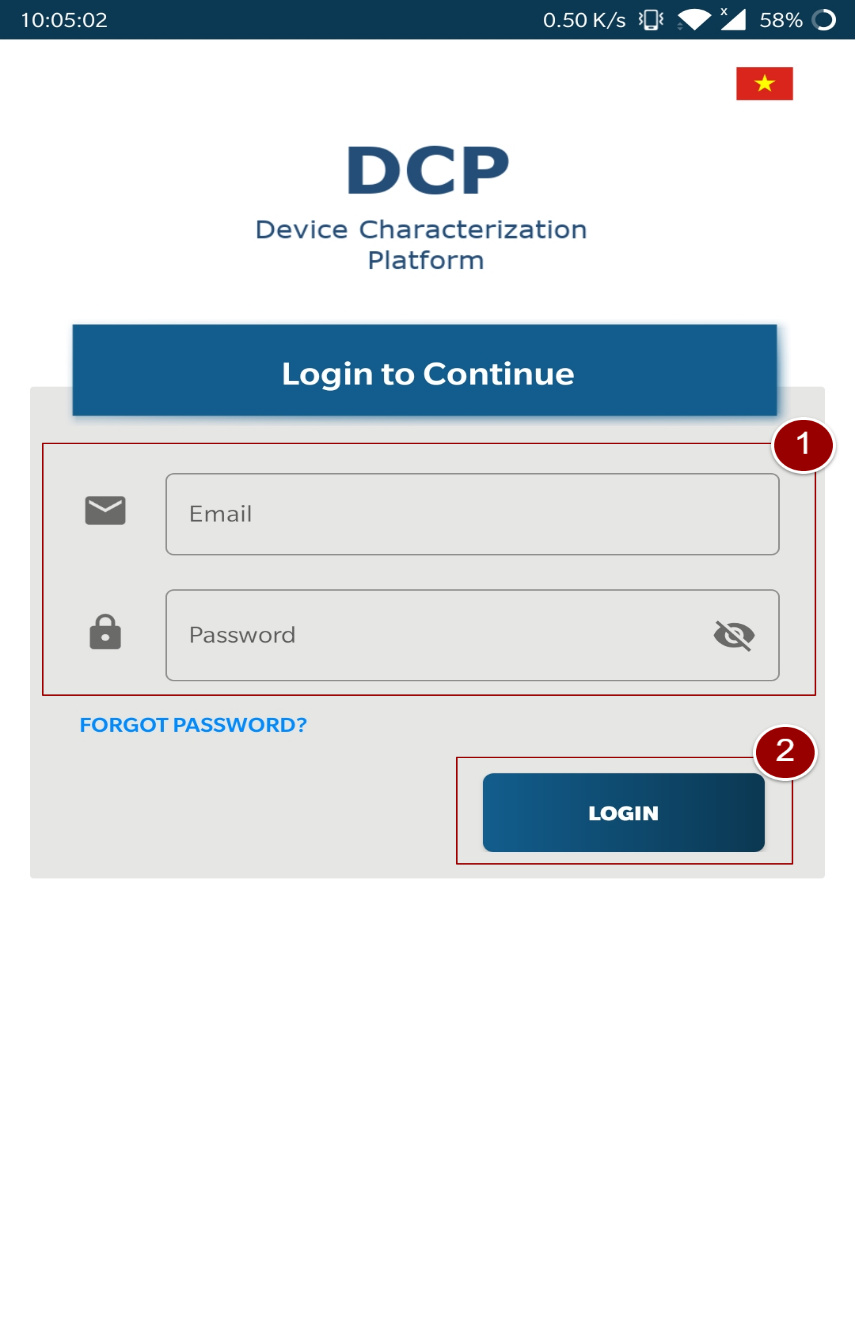 10:05:02 0.50 K/s x 58%
DCP
Device Characterization
Platform
Login to Continue
1
Email
Password
FORGOT PASSWORD?
2
LOGIN